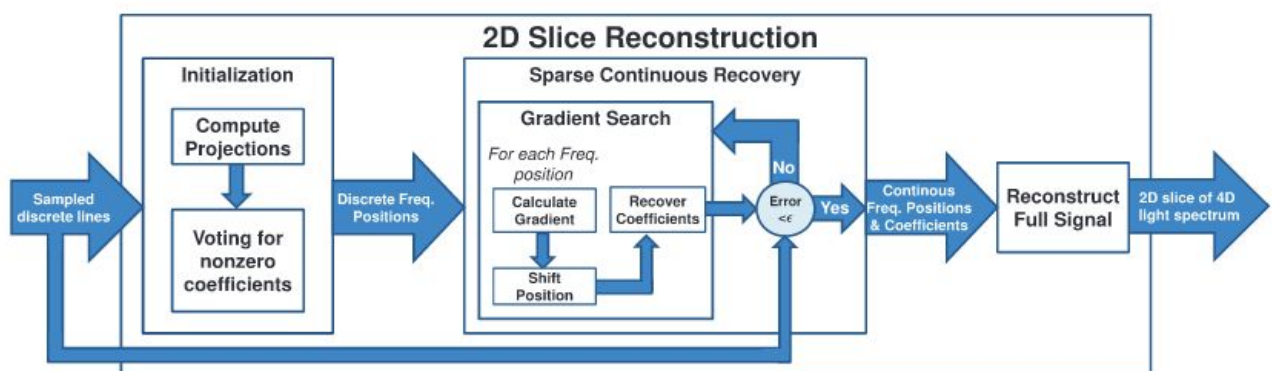 2D Slice Reconstruction
Sampled
discrete lines
Initialization
Compute
Projections
Voting for
nonzero
coefficients
Discrete Freq.
Positions
Sparse Continuous Recovery
Gradient Search
For each Freq.
position
Calculate
Gradient
Shift
Position
Recover
Coefficients
Error
<ϵ
No
Yes
Continous
Freq. Positions
& Coefficients
Reconstruct
Full Signal
2D slice of 4D
light spectrum